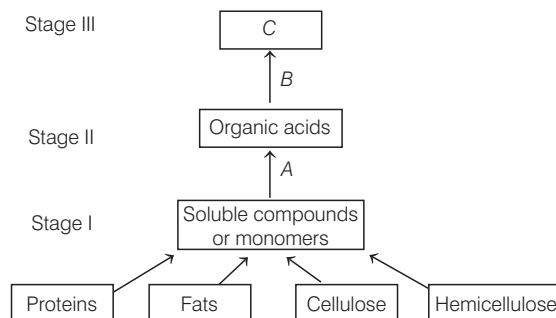 Stage III
C
B
Organic acids
Stage II
A
Stage I
Soluble compounds
or monomers
Proteins
Fats
Cellulose
Hemicellulose